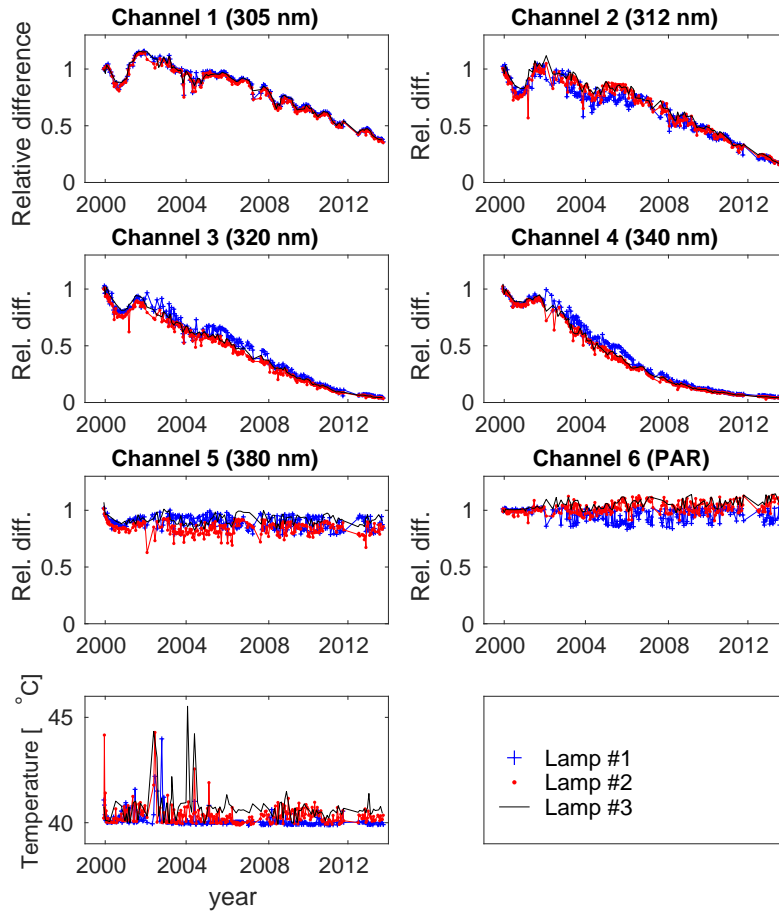 Channel 1 (305 nm)
Relative difference
1
0.5
0
2000 2004 2008 2012
Channel 2 (312 nm)
Rel. diff.
1
0.5
0
2000 2004 2008 2012
Channel 3 (320 nm)
Rel. diff.
1
0.5
0
2000 2004 2008 2012
Channel 4 (340 nm)
Rel. diff.
1
0.5
0
2000 2004 2008 2012
Channel 5 (380 nm)
Rel. diff.
1
0.5
0
2000 2004 2008 2012
Channel 6 (PAR)
Rel. diff.
1
0.5
0
2000 2004 2008 2012
Temperature [ °C]
45
40
2000 2004 2008 2012
year
Lamp #1
Lamp #2
Lamp #3